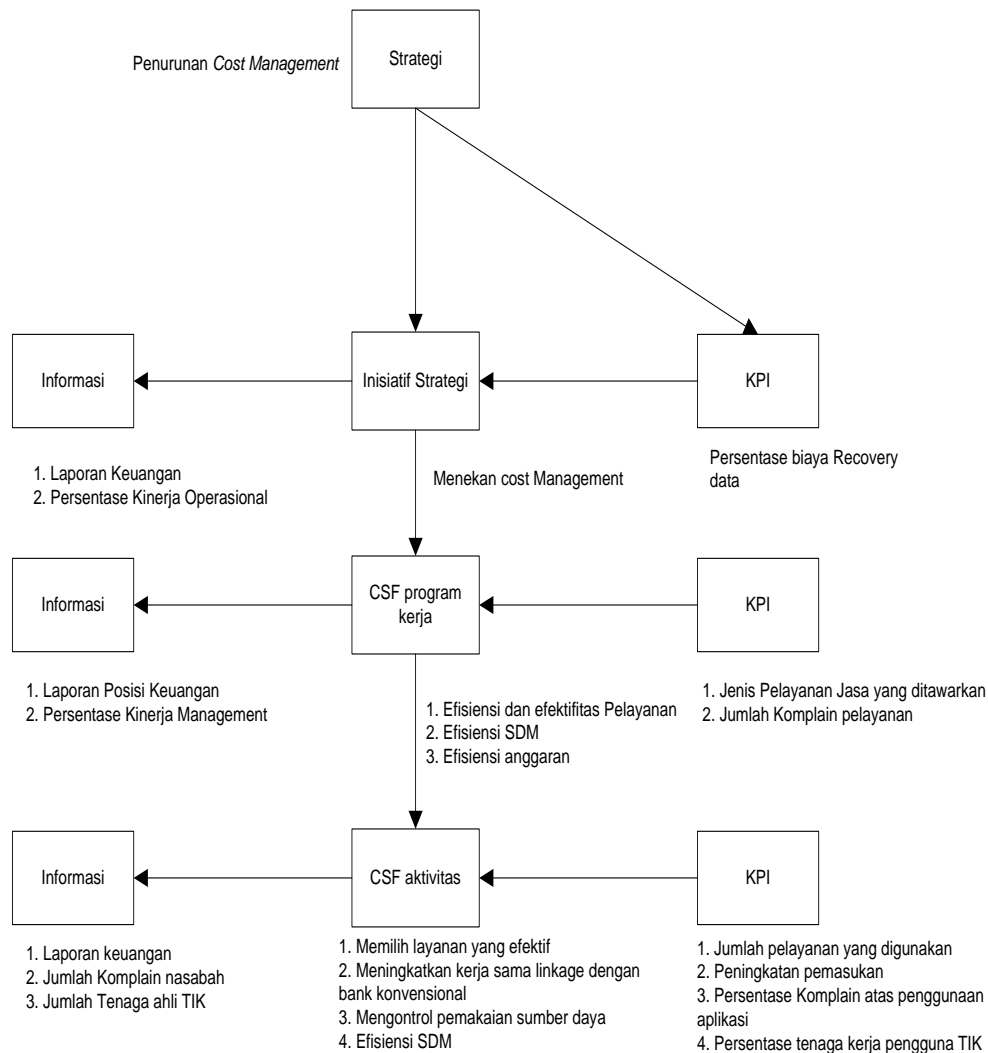 Penurunan Cost Management
Strategi
Informasi
Inisiatif Strategi
KPI
1. Laporan Keuangan
2. Persentase Kinerja Operasional
Menekan cost Management
Persentase biaya Recovery
data
Informasi
CSF program
kerja
KPI
1. Laporan Posisi Keuangan
2. Persentase Kinerja Management
1. Efisiensi dan efektifitas Pelayanan
2. Efisiensi SDM
3. Efisiensi anggaran
1. Jenis Pelayanan Jasa yang ditawarkan
2. Jumlah Komplain pelayanan
Informasi
CSF aktivitas
KPI
1. Laporan keuangan
2. Jumlah Komplain nasabah
3. Jumlah Tenaga ahli TIK
1. Memilih layanan yang efektif
2. Meningkatkan kerja sama linkage dengan
bank konvensional
3. Mengontrol pemakaian sumber daya
4. Efisiensi SDM
1. Jumlah pelayanan yang digunakan
2. Peningkatan pemasukan
3. Persentase Komplain atas penggunaan
aplikasi
4. Persentase tenaga kerja pengguna TIK